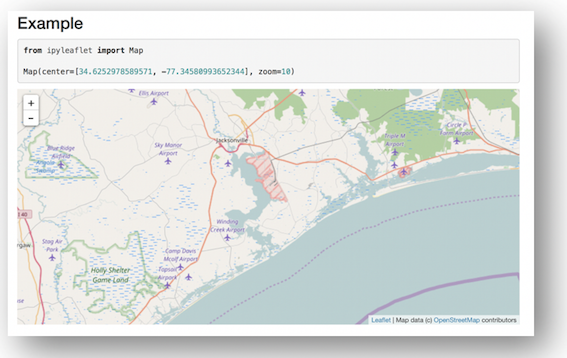 Example
from ipyleaflet import Map
Map(center=[34.6252978589571, -77.34580993652344], zoom=10)
+
−
Ellis Airport
Jacksonville
Triple M
Airport
Circle P
Farm Airport
Blue Ridge
Airfield
Sky Manor
Airport
I 40
Winding
Creek Airport
Stag Air
Park
Camp Davis
Mcolf Airport
Topsail
Airpark
Holly Shelter
Game Land
Leaflet | Map data (c) OpenStreetMap contributors